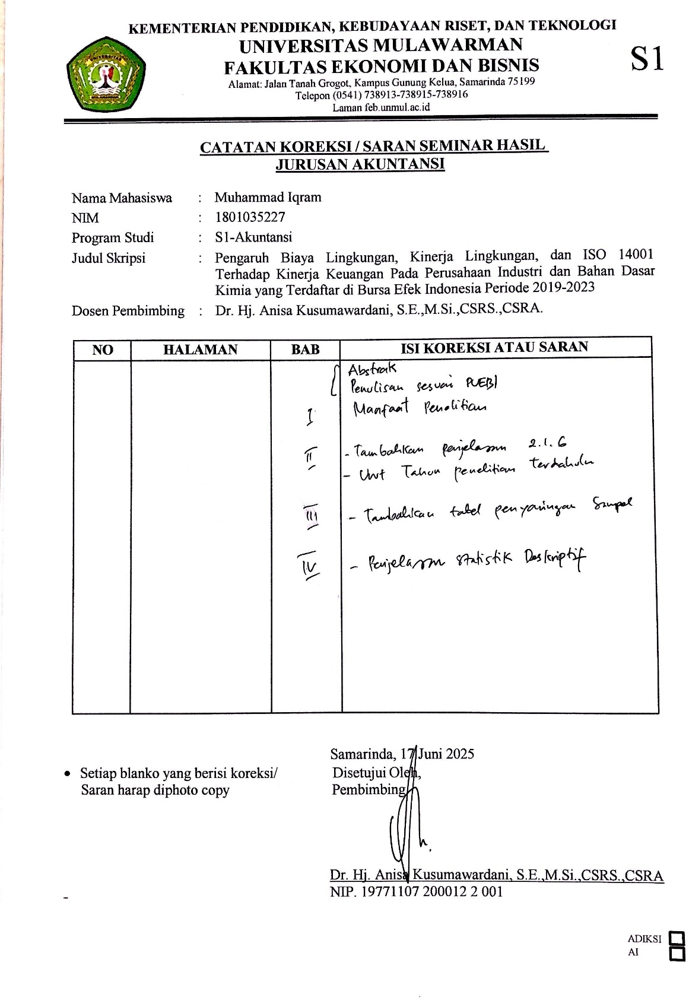 KEMENTERIAN PENDIDIKAN, KEBUDAYAAN RISET, DAN TEKNOLOGI
UNIVERSITAS MULAWARMAN
FAKULTAS EKONOMI DAN BISNIS
Alamat: Jalan Tanah Grogot, Kampus Gunung Kelua, Samarinda 75199
Telepon (0541) 738913-738915-738916
Laman feb.unmul.ac.id
S1
CATATAN KOREKSI / SARAN SEMINAR HASIL
JURUSAN AKUNTANSI
Nama Mahasiswa : Muhammad Iqram
NIM : 1801035227
Program Studi : S1-Akuntansi
Judul Skripsi : Pengaruh Biaya Lingkungan, Kinerja Lingkungan, dan ISO 14001
Terhadap Kinerja Keuangan Pada Perusahaan Industri dan Bahan Dasar
Kimia yang Terdaftar di Bursa Efek Indonesia Periode 2019-2023
Dosen Pembimbing : Dr. Hj. Anisa Kusumawardani, S.E.,M.Si.,CSRS.,CSRA.
NO HALAMAN BAB ISI KOREKSI ATAU SARAN
Abstrak
Penulisan sesuai PUEBI
I Manfaat Penelitian
II - Tambahkan penjelasan 2.1.6
- Urut Tahun penelitian terdahulu
III - Tambahkan tabel penyaringan Sampel
IV - Penjelasan statistik Deskriptif
Samarinda, 17 Juni 2025
• Setiap blanko yang berisi koreksi/
Saran harap diphoto copy
Disetujui Oleh,
Pembimbing
Dr. Hj. Anisa Kusumawardani, S.E.,M.Si.,CSRS.,CSRA
NIP. 19771107 200012 2 001
ADIKSI
AI